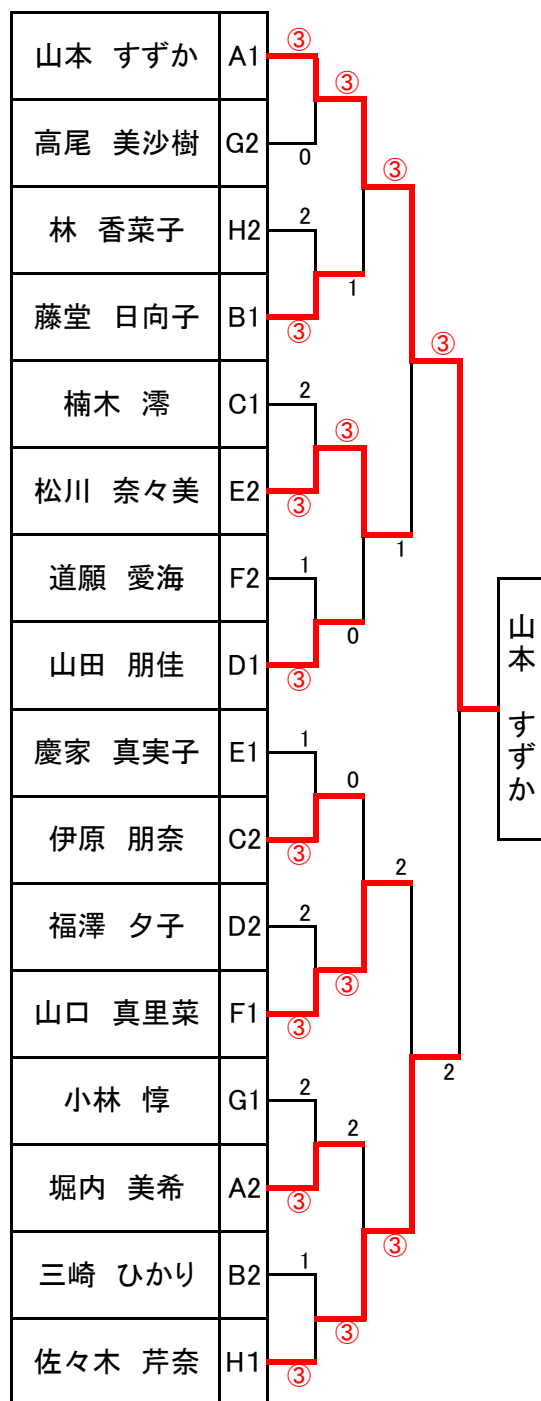 山本 すずか A1 ③
③
高尾 美沙樹 G2 0
③
林 香菜子 H2 2
1
藤堂 日向子 B1 ③
③
楠木 澪 C1 2
③
松川 奈々美 E2 ③
1
道願 愛海 F2 1
0
山田 朋佳 D1 ③
山本 すずか
慶家 真実子 E1 1
0
伊原 朋奈 C2 ③
2
福澤 夕子 D2 2
③
山口 真里菜 F1 ③
2
小林 惇 G1 2
2
堀内 美希 A2 ③
③
三崎 ひかり B2 1
③
佐々木 芹奈 H1 ③